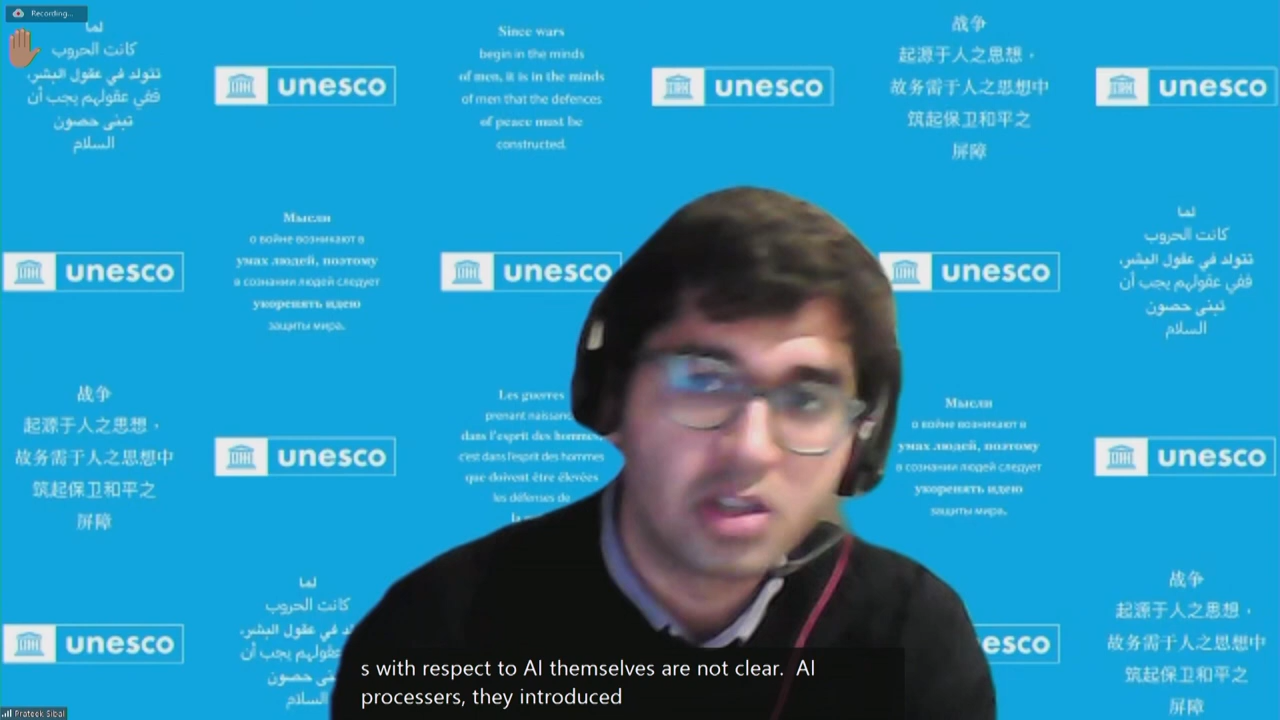 Recording...
لما
كانت الحروب
تتولد في عقول البشر،
ففي عقولهم يجب أن
تبنى حصون
السلام
unesco
Since wars
begin in the minds
of men, it is in the minds
of men that the defences
of peace must be
constructed.
unesco
战争
起源于人之思想，
故务需于人之思想中
筑起保卫和平之
屏障
unesco
unesco
Мысли
о войне возникают в
умах людей, поэтому
в сознании людей следует
укоренять идею
защиты мира.
unesco
unesco
لما
كانت الحروب
تتولد في عقول البشر،
ففي عقولهم يجب أن
تبنى حصون
السلام
战争
起源于人之思想，
故务需于人之思想中
筑起保卫和平之
屏障
unesco
Les guerres
prenant naissance
dans l'esprit des hommes,
c'est dans l'esprit des hommes
que doivent être élevées
les défenses de
la
Мысли
о войне возникают в
умах людей, поэтому
в сознании людей следует
укоренять идею
защиты мира.
unesco
unesco
لما
كانت الحروب
في عقول البشر،
عقولهم يجب أن
حصون
السلام
esco
战争
起源于人之思想，
故务需于人之思想中
筑起保卫和平之
屏障
s with respect to AI themselves are not clear. AI
processers, they introduced
Prateek Sibal